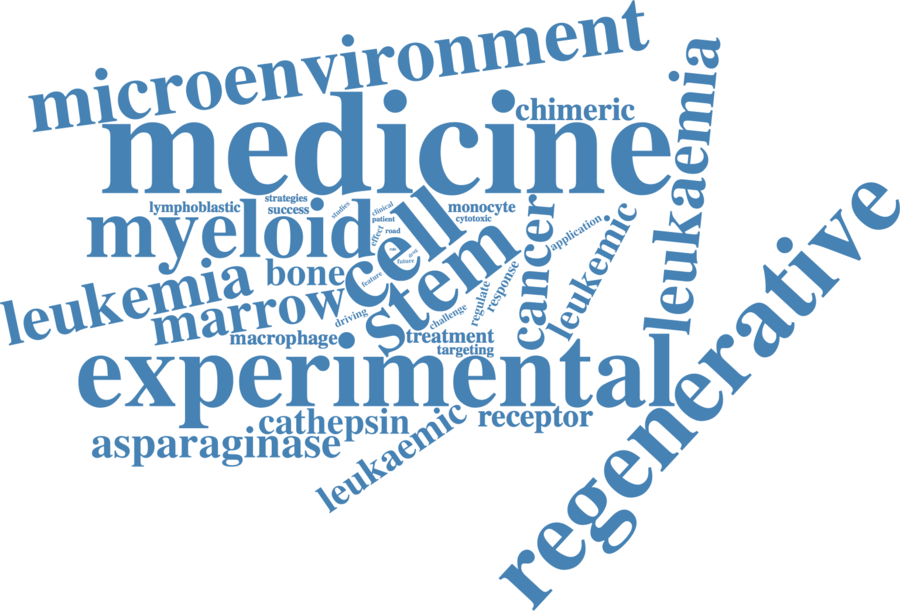 microenvironment
medicine
chimeric
leukaemia
regenerative
lymphoblastic
strategies
success
studies
clinical
patient
monocyte
cytotoxic
myeloid
cell
effect
road
future
feature
stem
cancer
application
leukemic
leukemia
bone
marrow
driving
challenge
regulate
response
macrophage
treatment
targeting
experimental
cathepsin
receptor
asparaginase
leukaemic